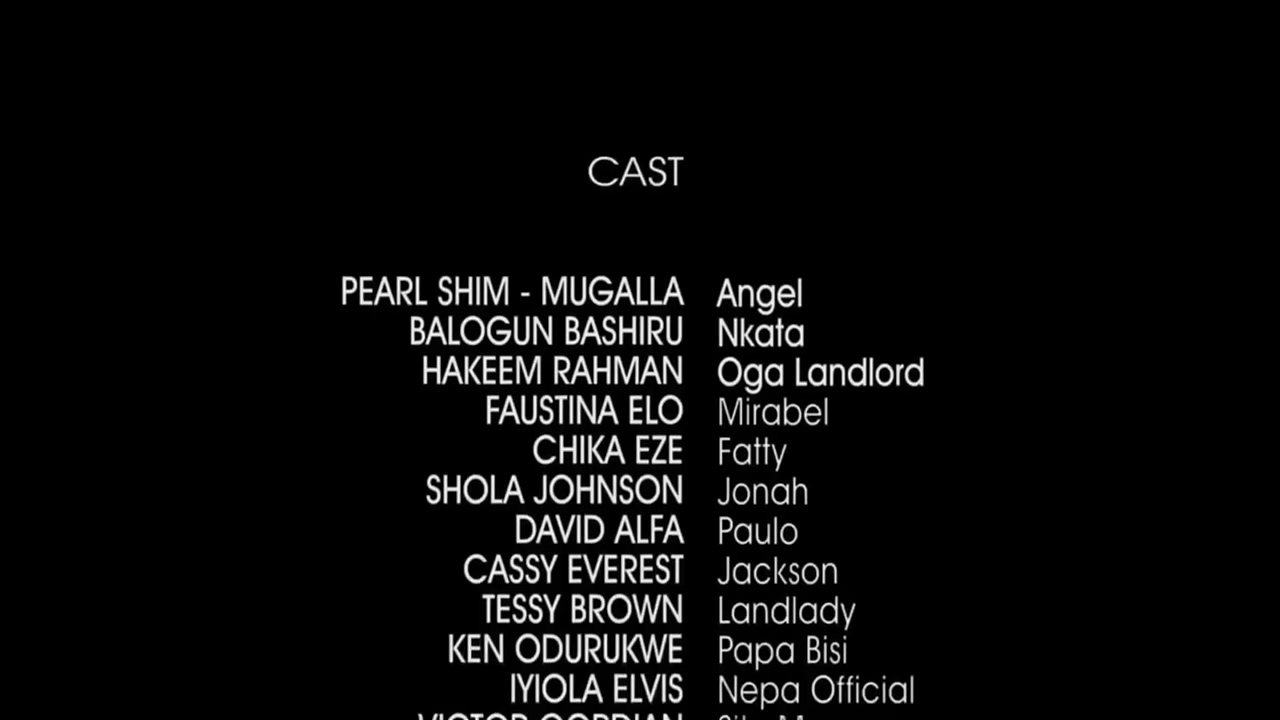 CAST
PEARL SHIM - MUGALLA Angel
BALOGUN BASHIRU Nkata
HAKEEM RAHMAN Oga Landlord
FAUSTINA ELO Mirabel
CHIKA EZE Fatty
SHOLA JOHNSON Jonah
DAVID ALFA Paulo
CASSY EVEREST Jackson
TESSY BROWN Landlady
KEN ODURUKWE Papa Bisi
IYIOLA ELVIS Nepa Official
VICTOR